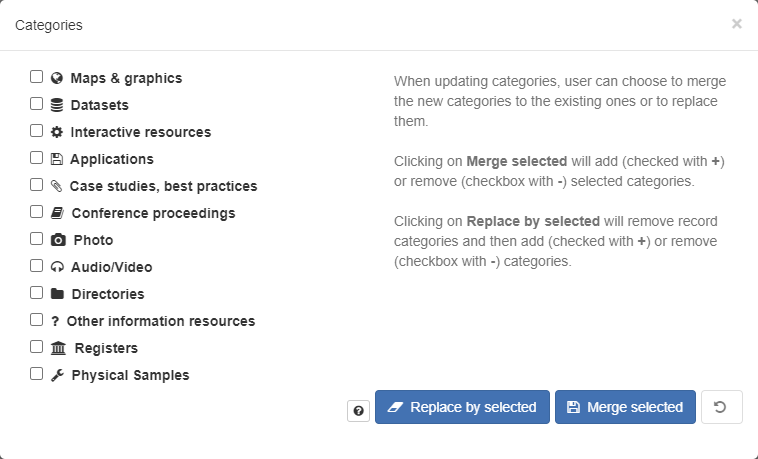 Categories
×
Maps & graphics
Datasets
Interactive resources
Applications
Case studies, best practices
Conference proceedings
Photo
Audio/Video
Directories
? Other information resources
Registers
Physical Samples
When updating categories, user can choose to merge
the new categories to the existing ones or to replace
them.
Clicking on Merge selected will add (checked with +)
or remove (checkbox with -) selected categories.
Clicking on Replace by selected will remove record
categories and then add (checked with +) or remove
(checkbox with -) categories.
?
Replace by selected
Merge selected